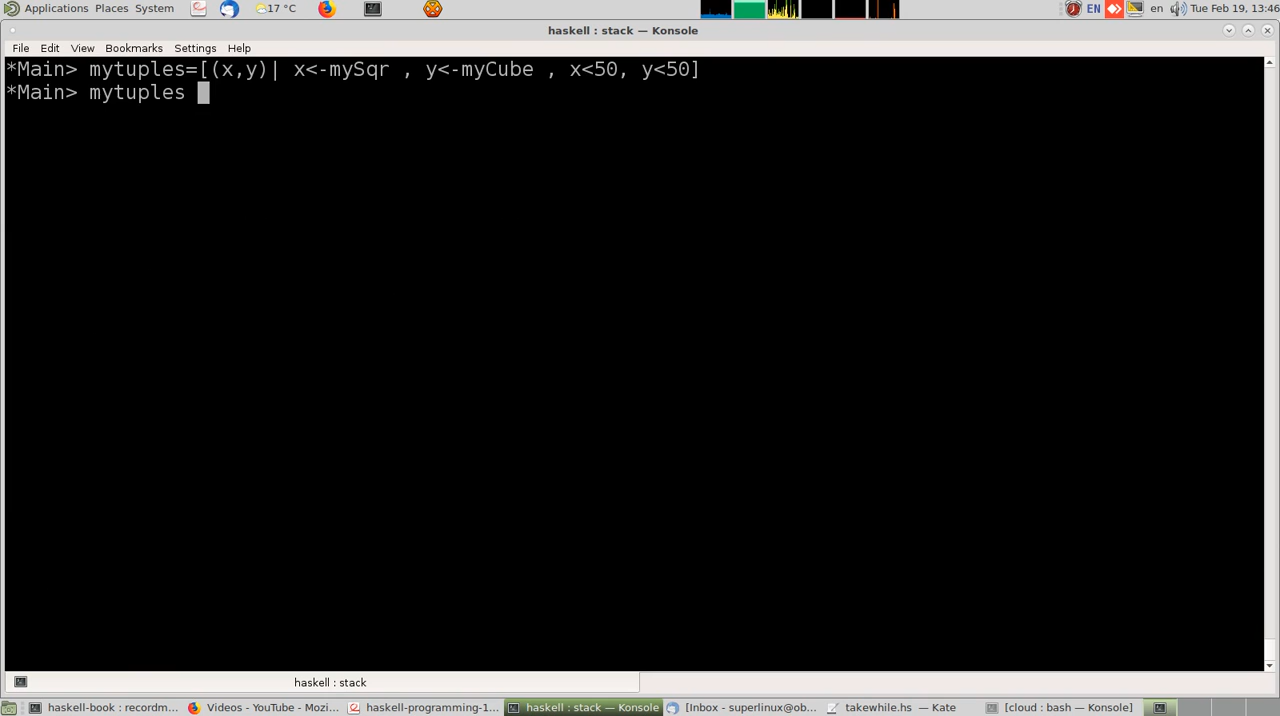 Applications Places System 17 °C EN en Tue Feb 19, 13:46
haskell : stack — Konsole
File Edit View Bookmarks Settings Help
*Main> mytuples=[(x,y)| x<-mySqr , y<-myCube , x<50, y<50]
*Main> mytuples
haskell : stack
haskell-book : recordm... Videos - YouTube - Mozi... haskell-programming-1... haskell : stack — Konsole [Inbox - superlinux@ob... takewhile.hs — Kate [cloud : bash — Konsole]